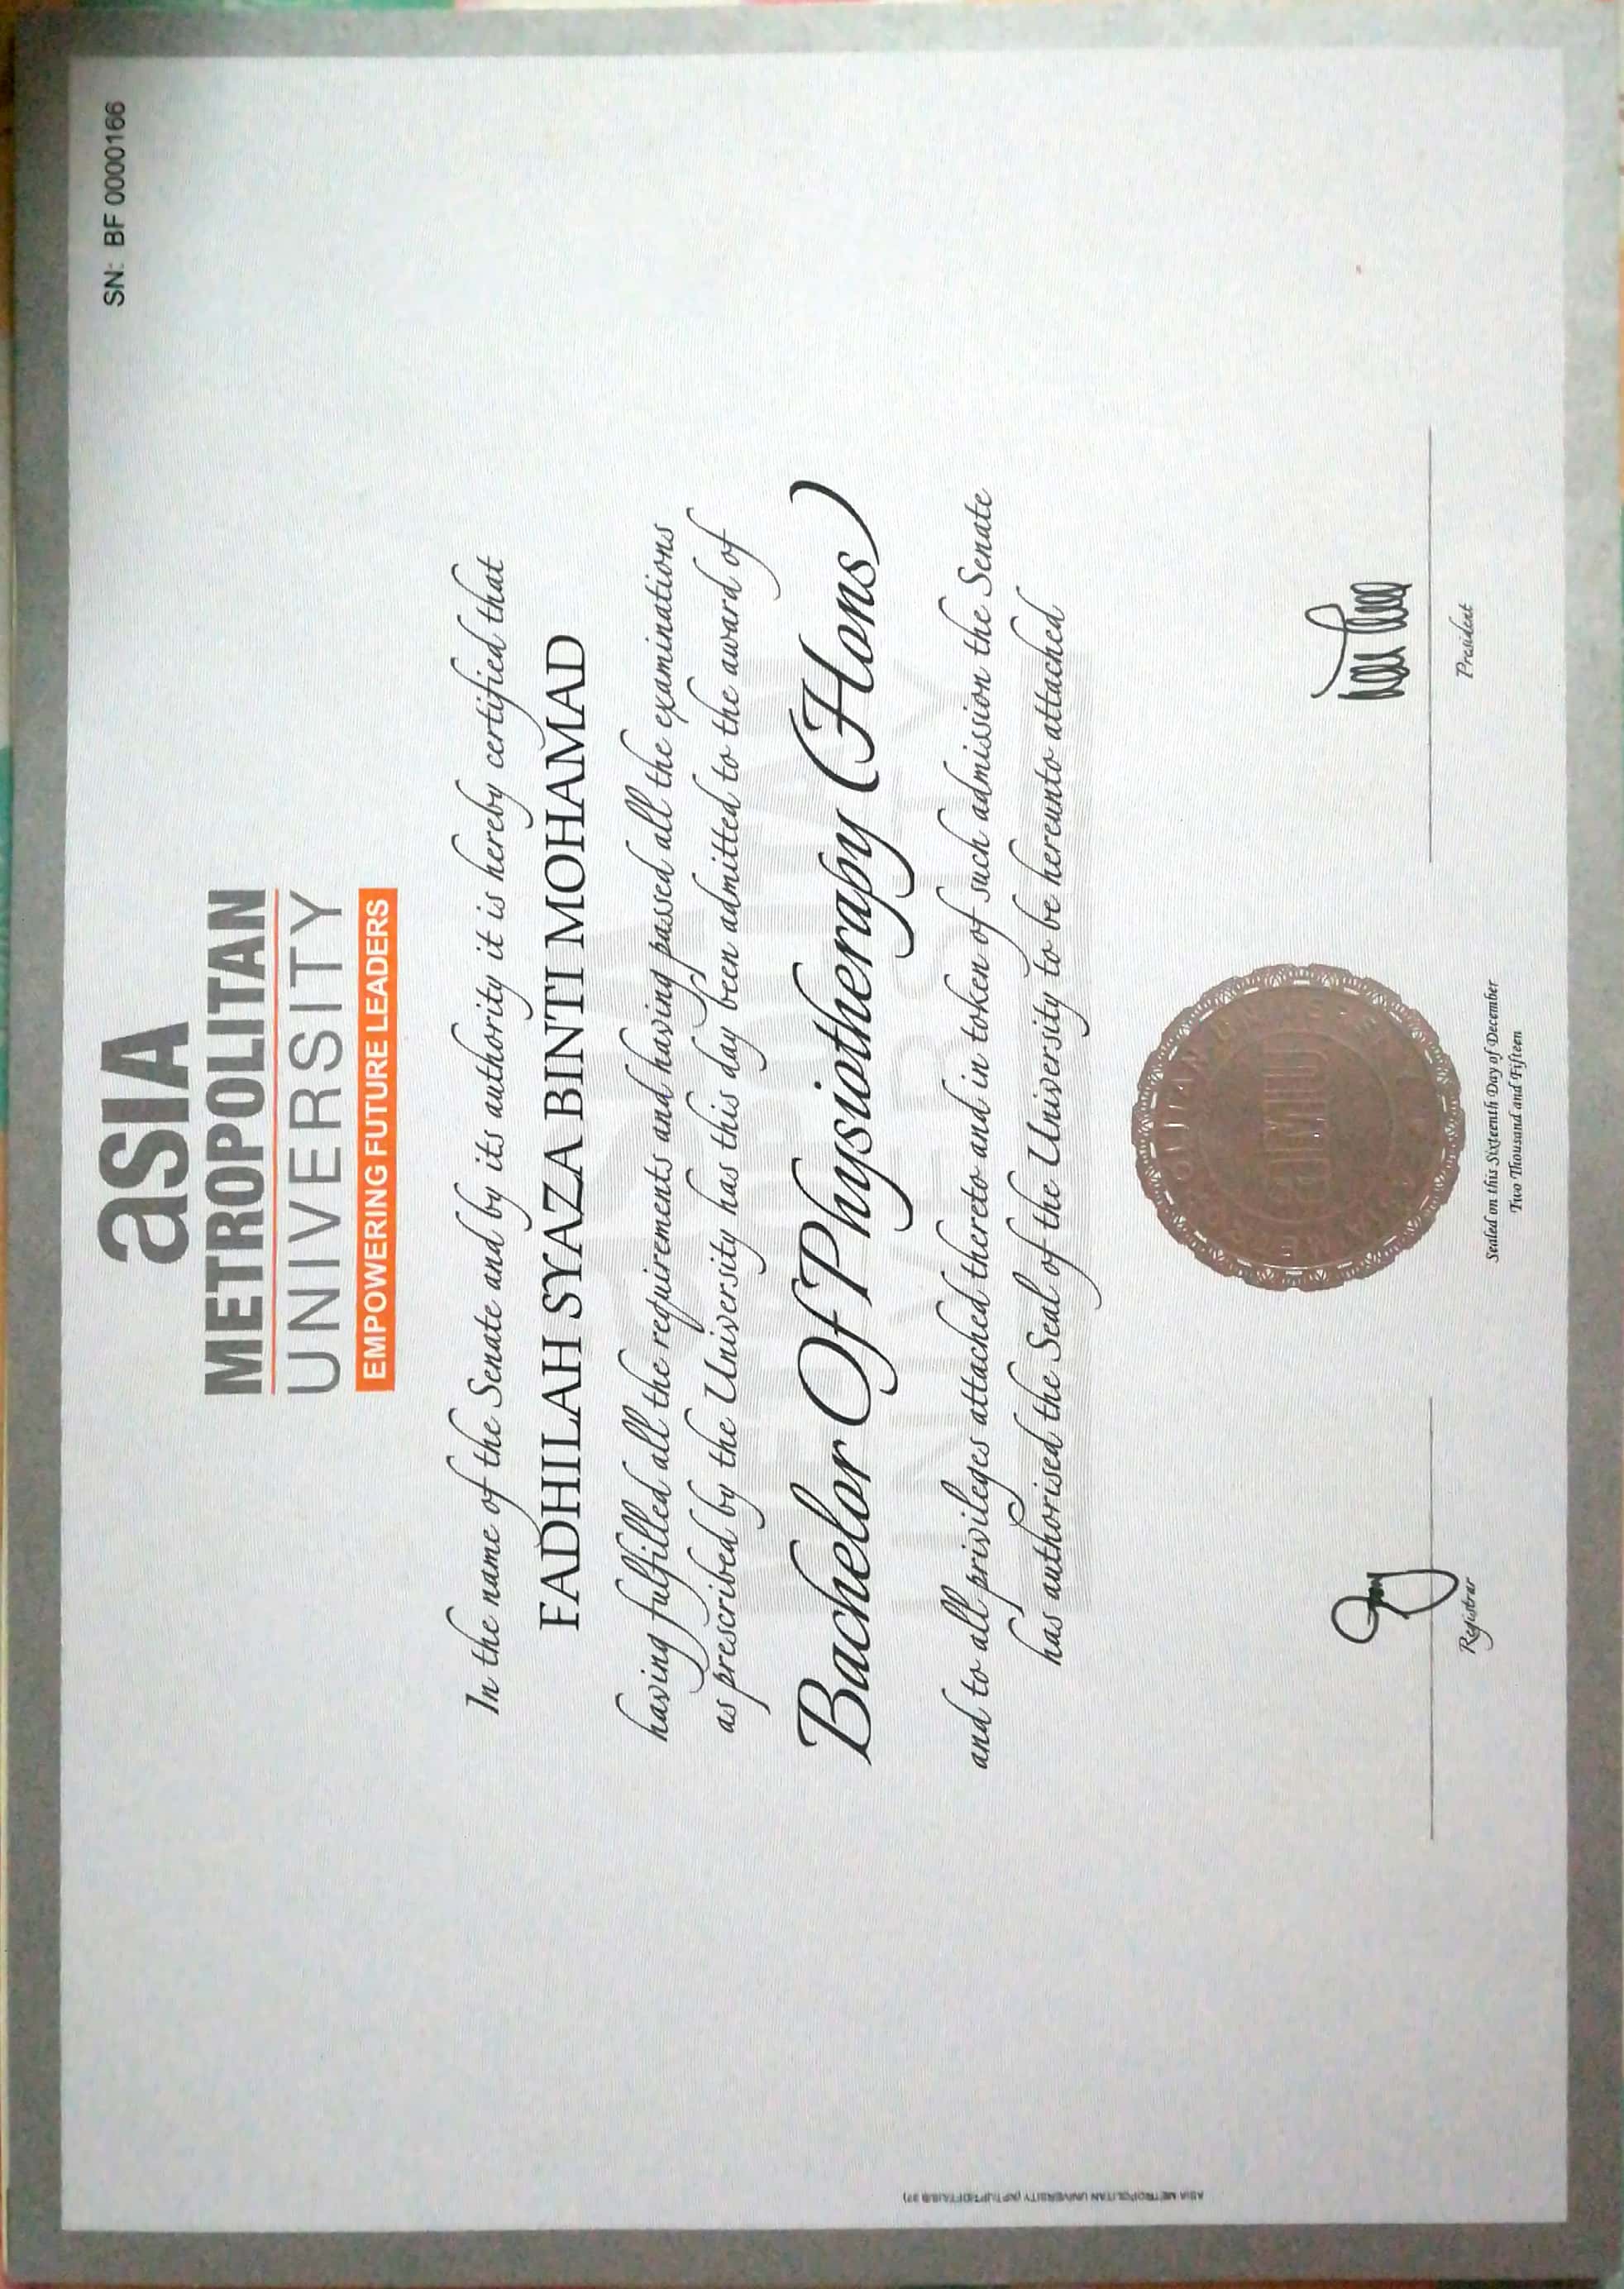 SN: BF 0000166
aSIA
METROPOLITAN
UNIVERSITY
EMPOWERING FUTURE LEADERS
In the name of the Senate and by its authority it is hereby certified that
FADHILAH SYAZA BINTI MOHAMAD
having fulfilled all the requirements and having passed all the examinations
as prescribed by the University has this day been admitted to the award of
Bachelor Of Physiotherapy (Hons)
and to all privileges attached thereto and in token of such admission the Senate
has authorised the Seal of the University to be hereunto attached
aMU
Registrar
President
Sealed on this Sixteenth Day of December
Two Thousand and Fifteen
ASIA METROPOLITAN UNIVERSITY